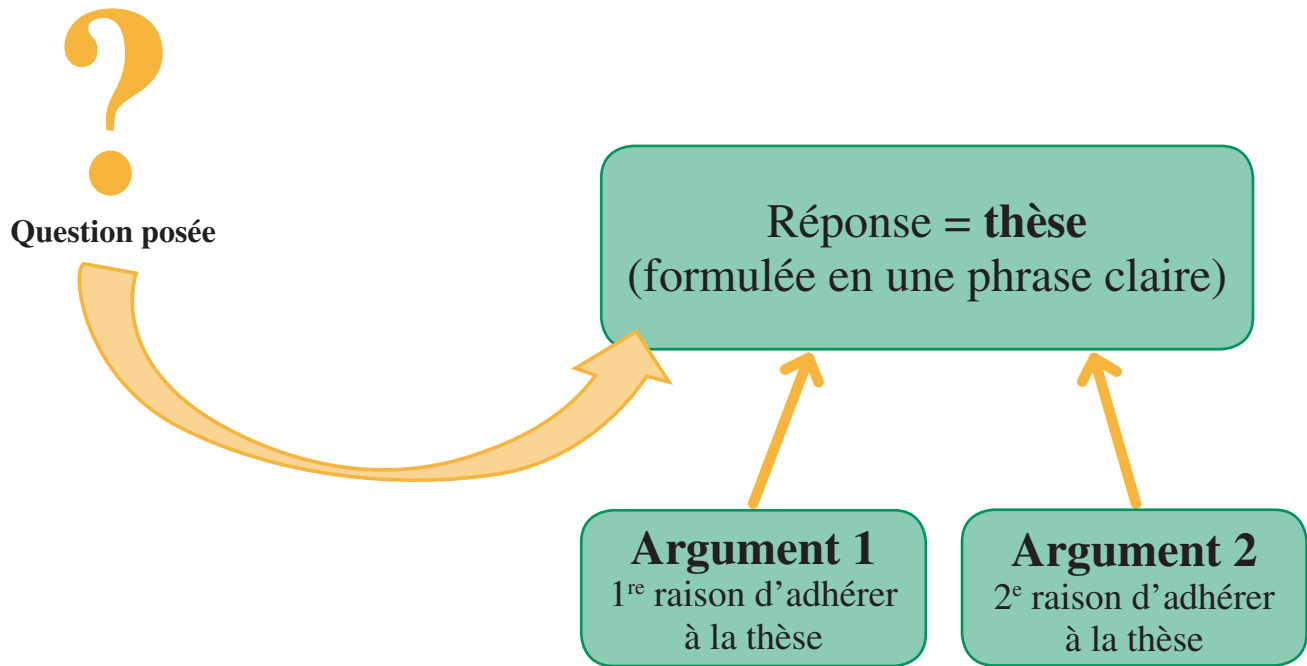 ?
Question posée
Réponse = thèse
(formulée en une phrase claire)
Argument 1
1re raison d’adhérer
à la thèse
Argument 2
2e raison d’adhérer
à la thèse